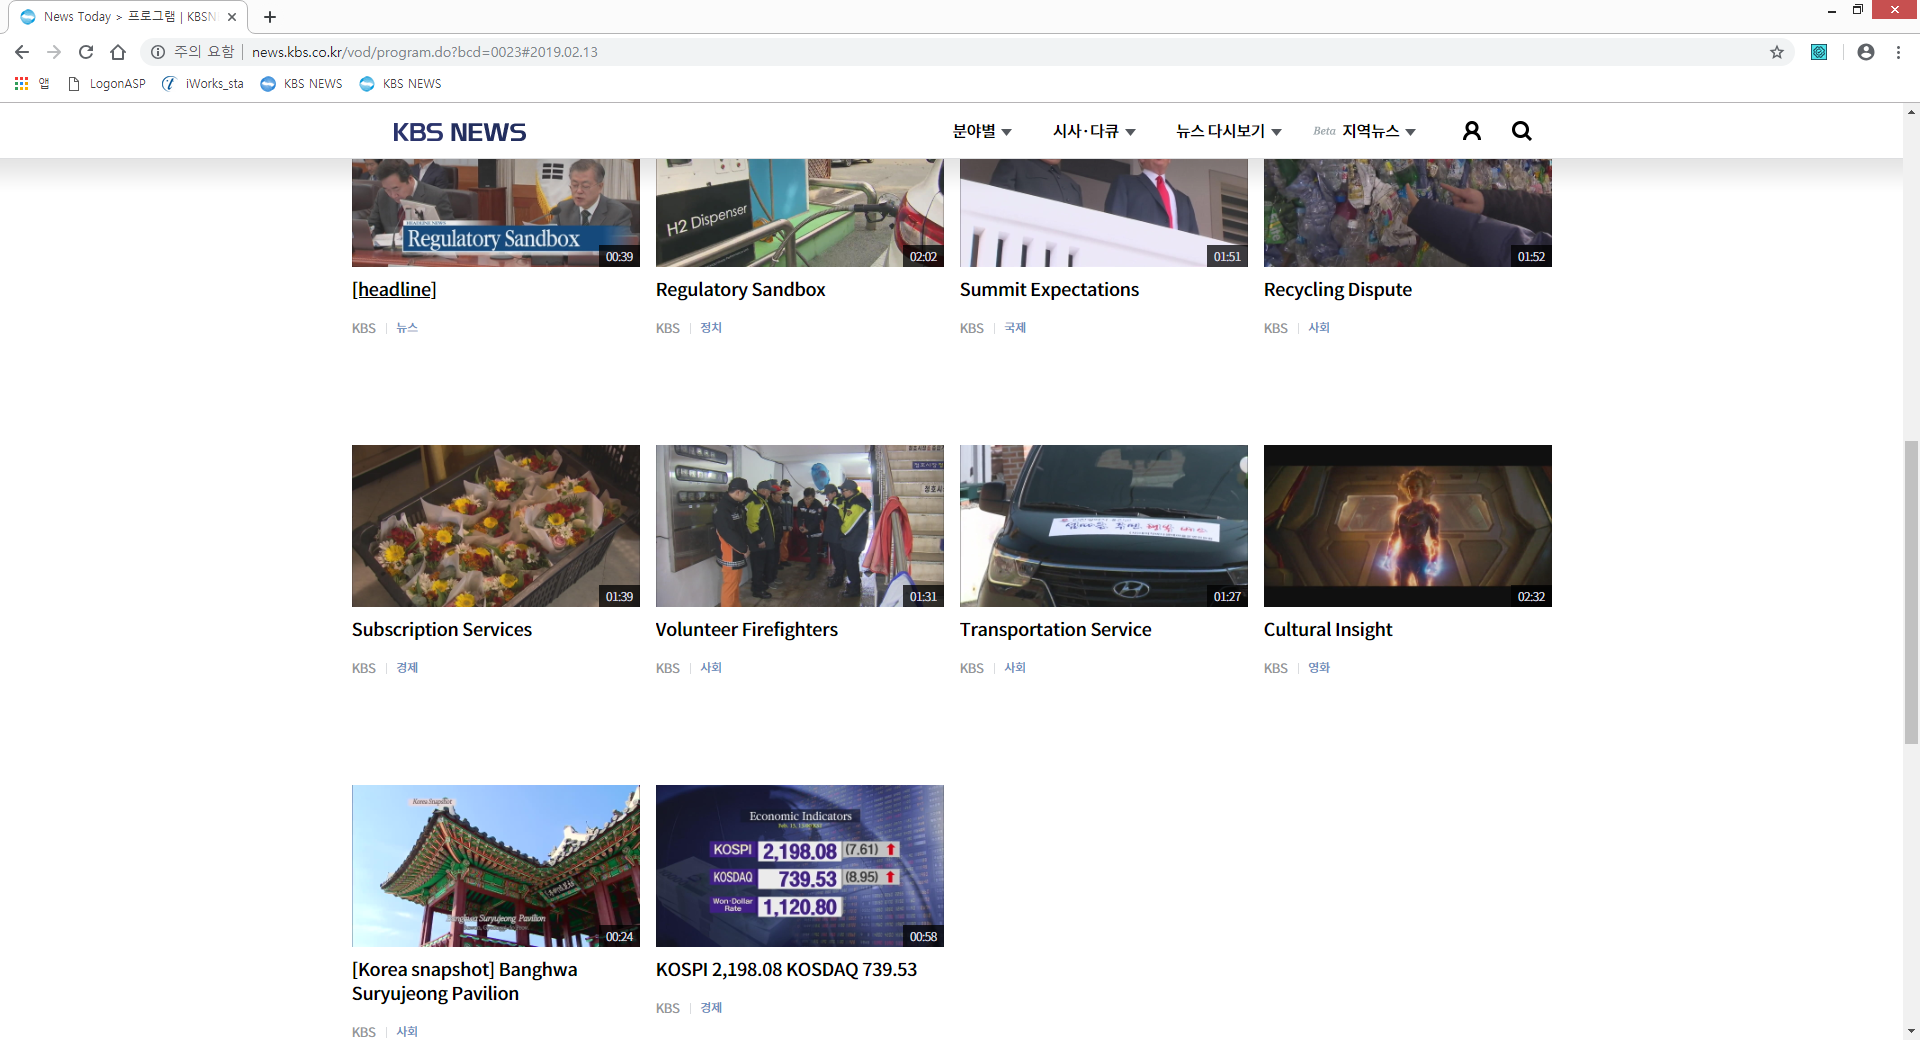 News Today > 프로그램 | KBSN
주의 요함 | news.kbs.co.kr/vod/program.do?bcd=0023#2019.02.13
앱 LogonASP iWorks_sta KBS NEWS KBS NEWS
KBS NEWS 분야별 시사·다큐 뉴스 다시보기 Beta 지역뉴스
HEADLINE NEWS
Regulatory Sandbox
00:39
H2 Dispenser
02:02
01:51
01:52
[headline] Regulatory Sandbox Summit Expectations Recycling Dispute
KBS 뉴스 KBS 정치 KBS 국제 KBS 사회
01:39
01:31
01:27
02:32
Subscription Services Volunteer Firefighters Transportation Service Cultural Insight
KBS 경제 KBS 사회 KBS 사회 KBS 영화
Korea Snapshot
Banghwa Suryujeong Pavilion
00:24
Economic Indicators
KOSPI 2,198.08 (7.61)
KOSDAQ 739.53 (8.95)
Won-Dollar Rate 1,120.80
00:58
[Korea snapshot] Banghwa
Suryujeong Pavilion
KOSPI 2,198.08 KOSDAQ 739.53
KBS 경제
KBS 사회